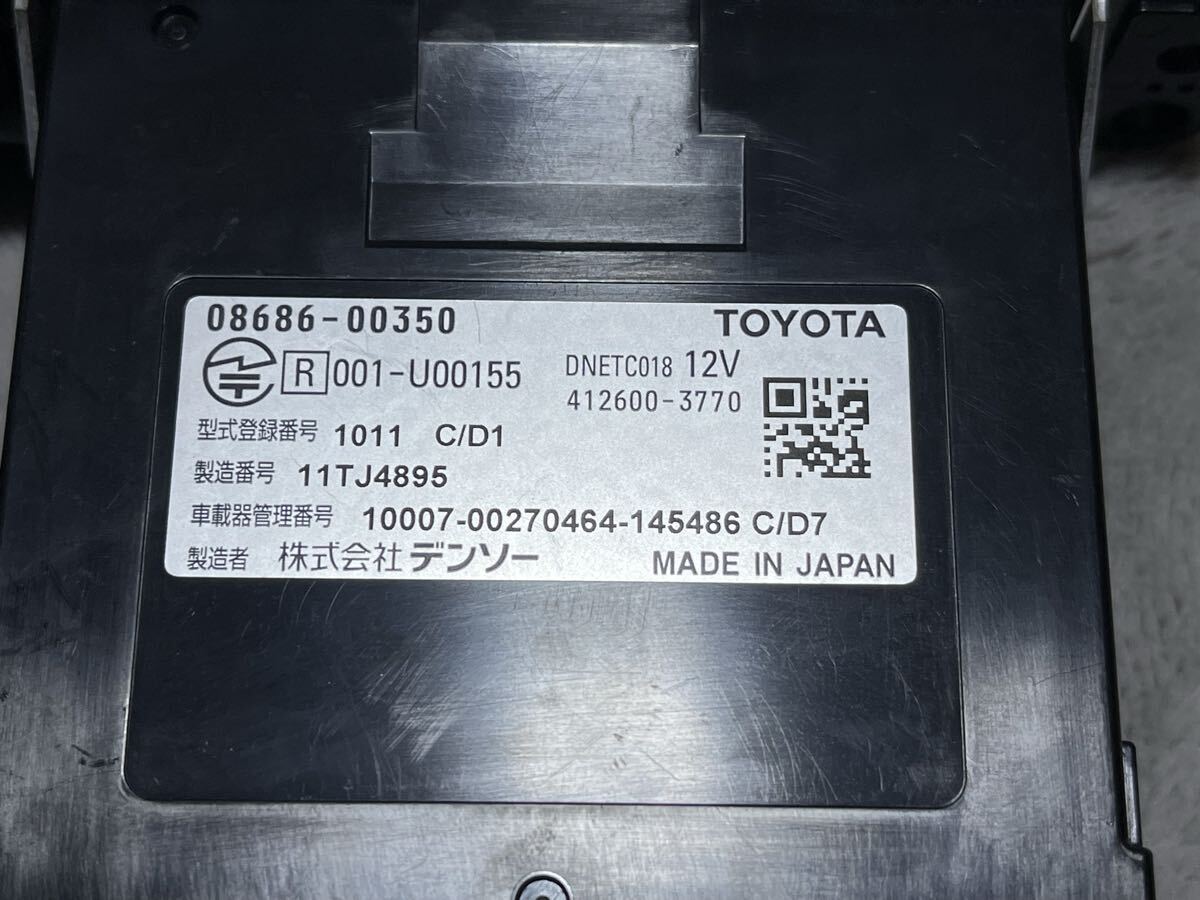 08686-00350 TOYOTA
R 001-U00155 DNETC018 12V
412600-3770
型式登録番号 1011 C/D1
製造番号 11TJ4895
車載器管理番号 10007-00270464-145486 C/D7
製造者 株式会社 デンソー MADE IN JAPAN